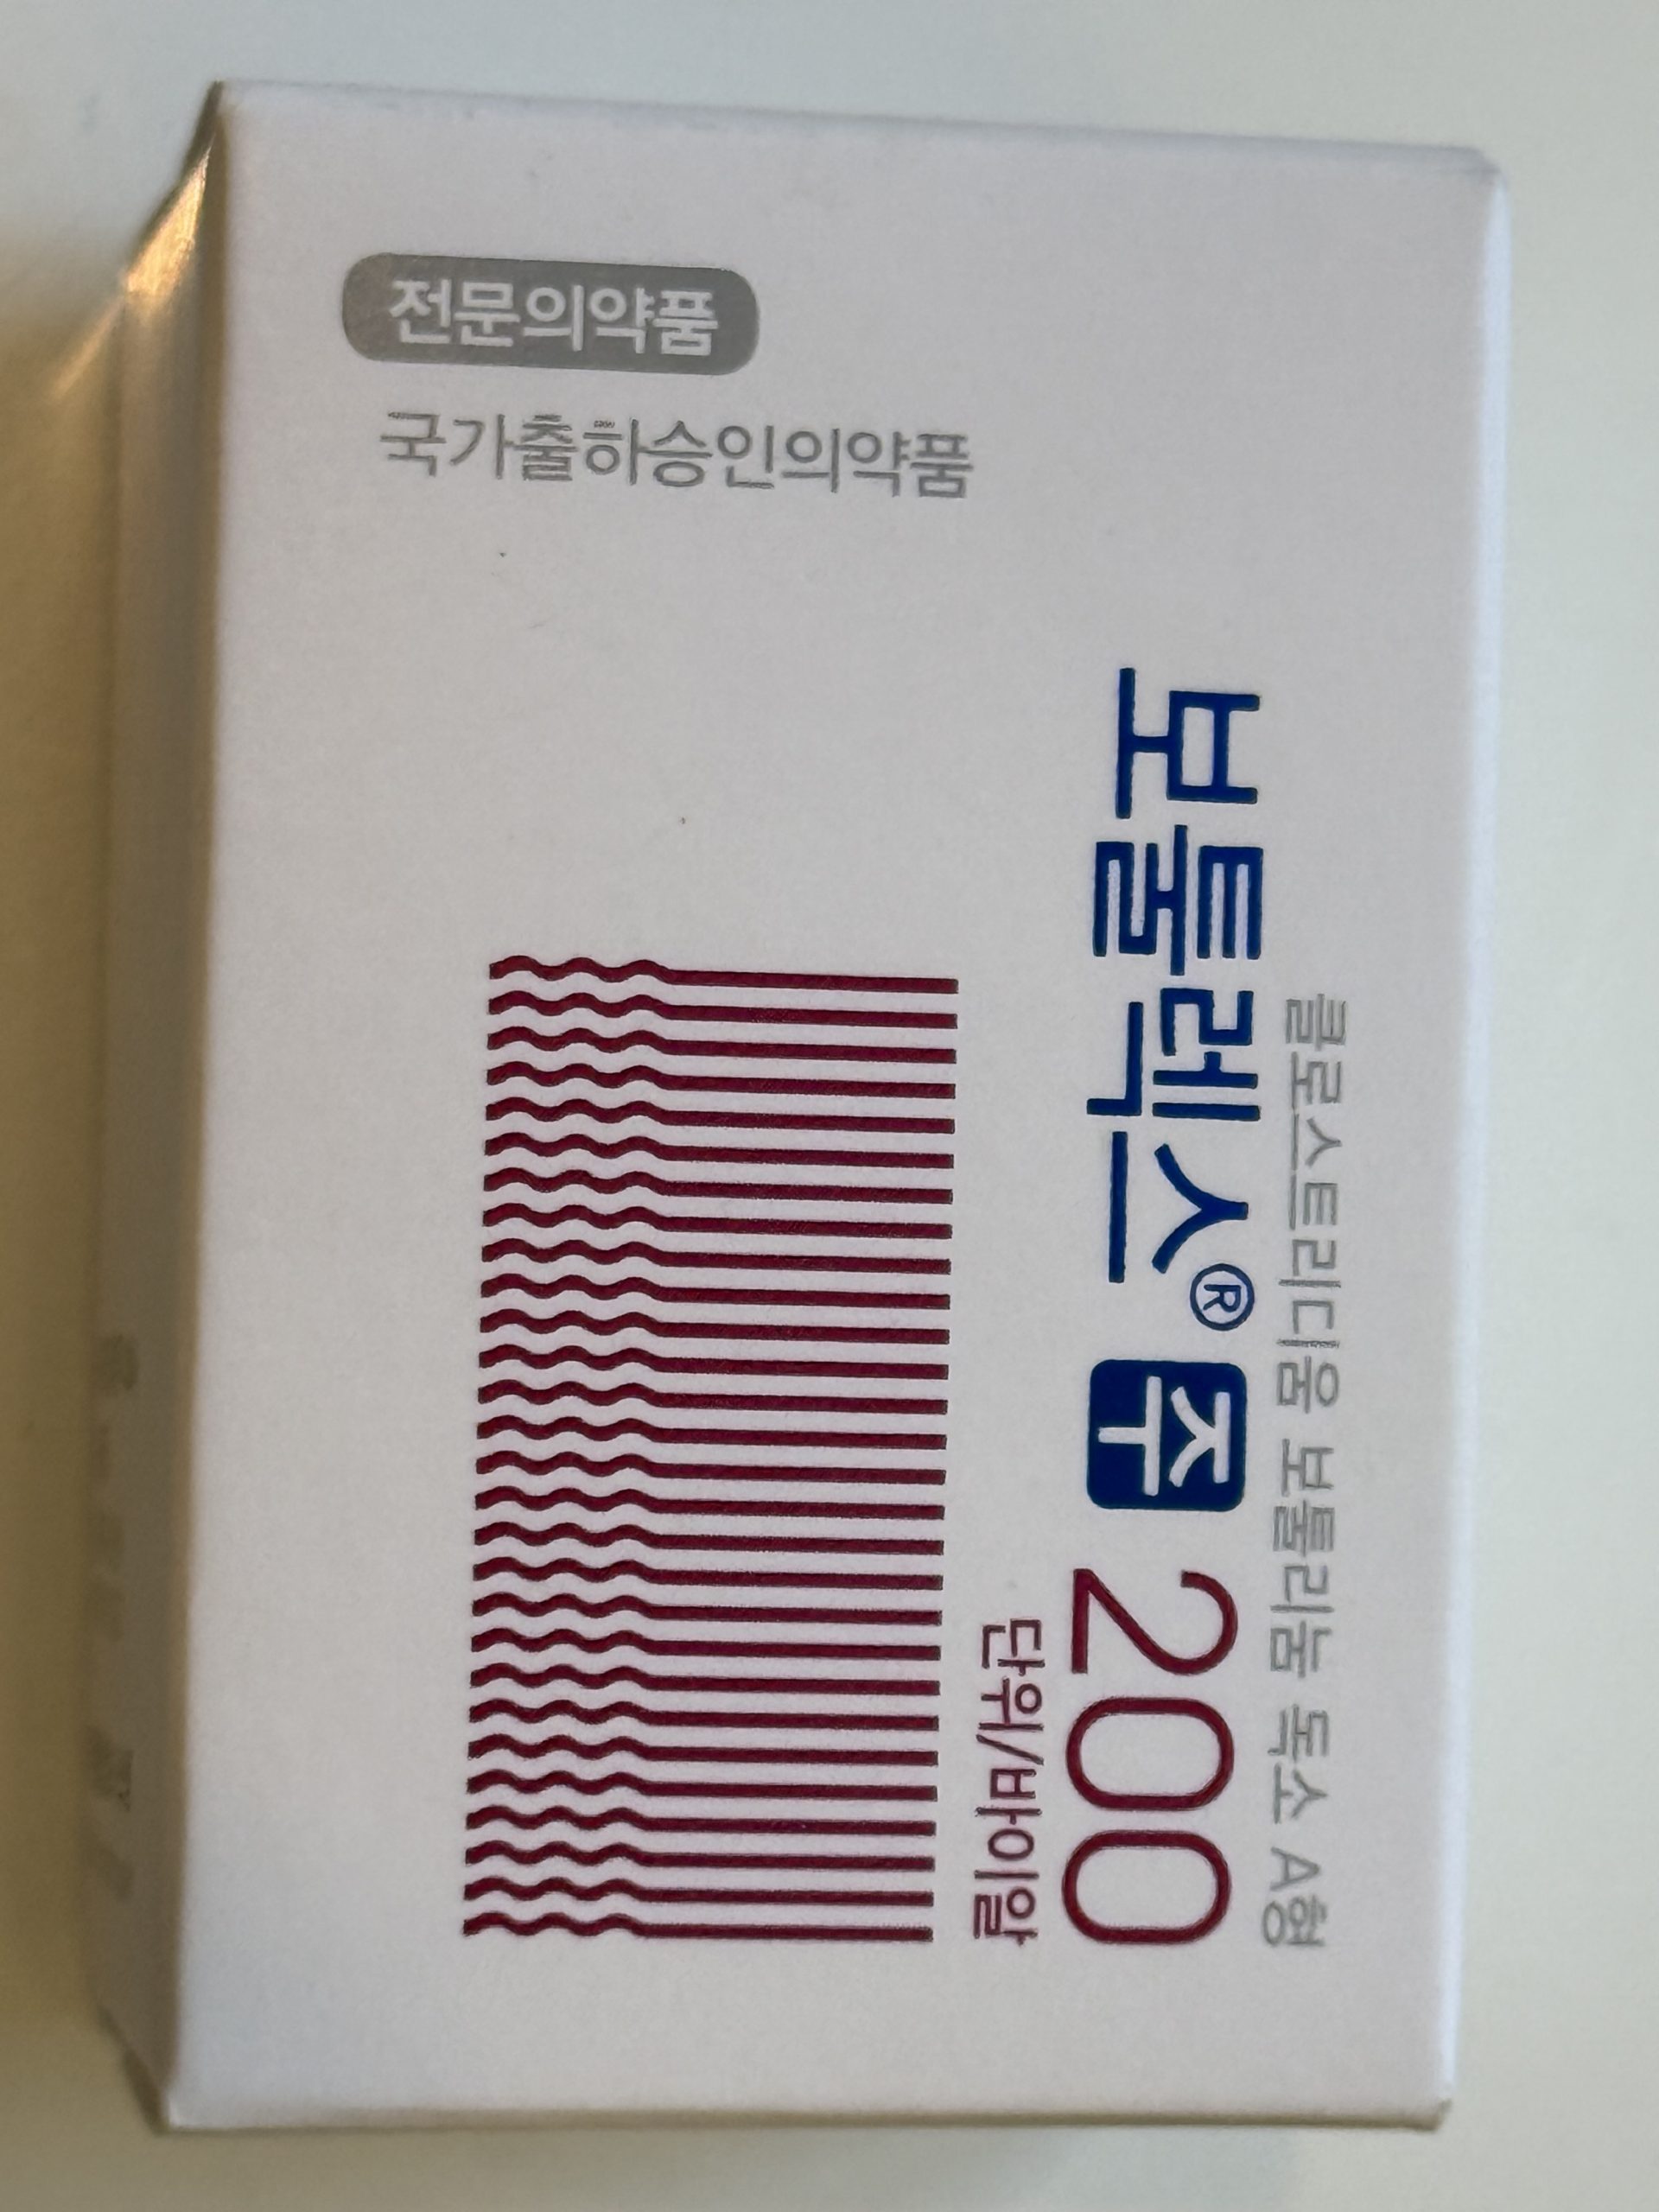 전문의약품
국가출하승인의약품
클로스트리디움 보툴리눔 독소 A형
보툴렉스® 주 200
단위/바이알